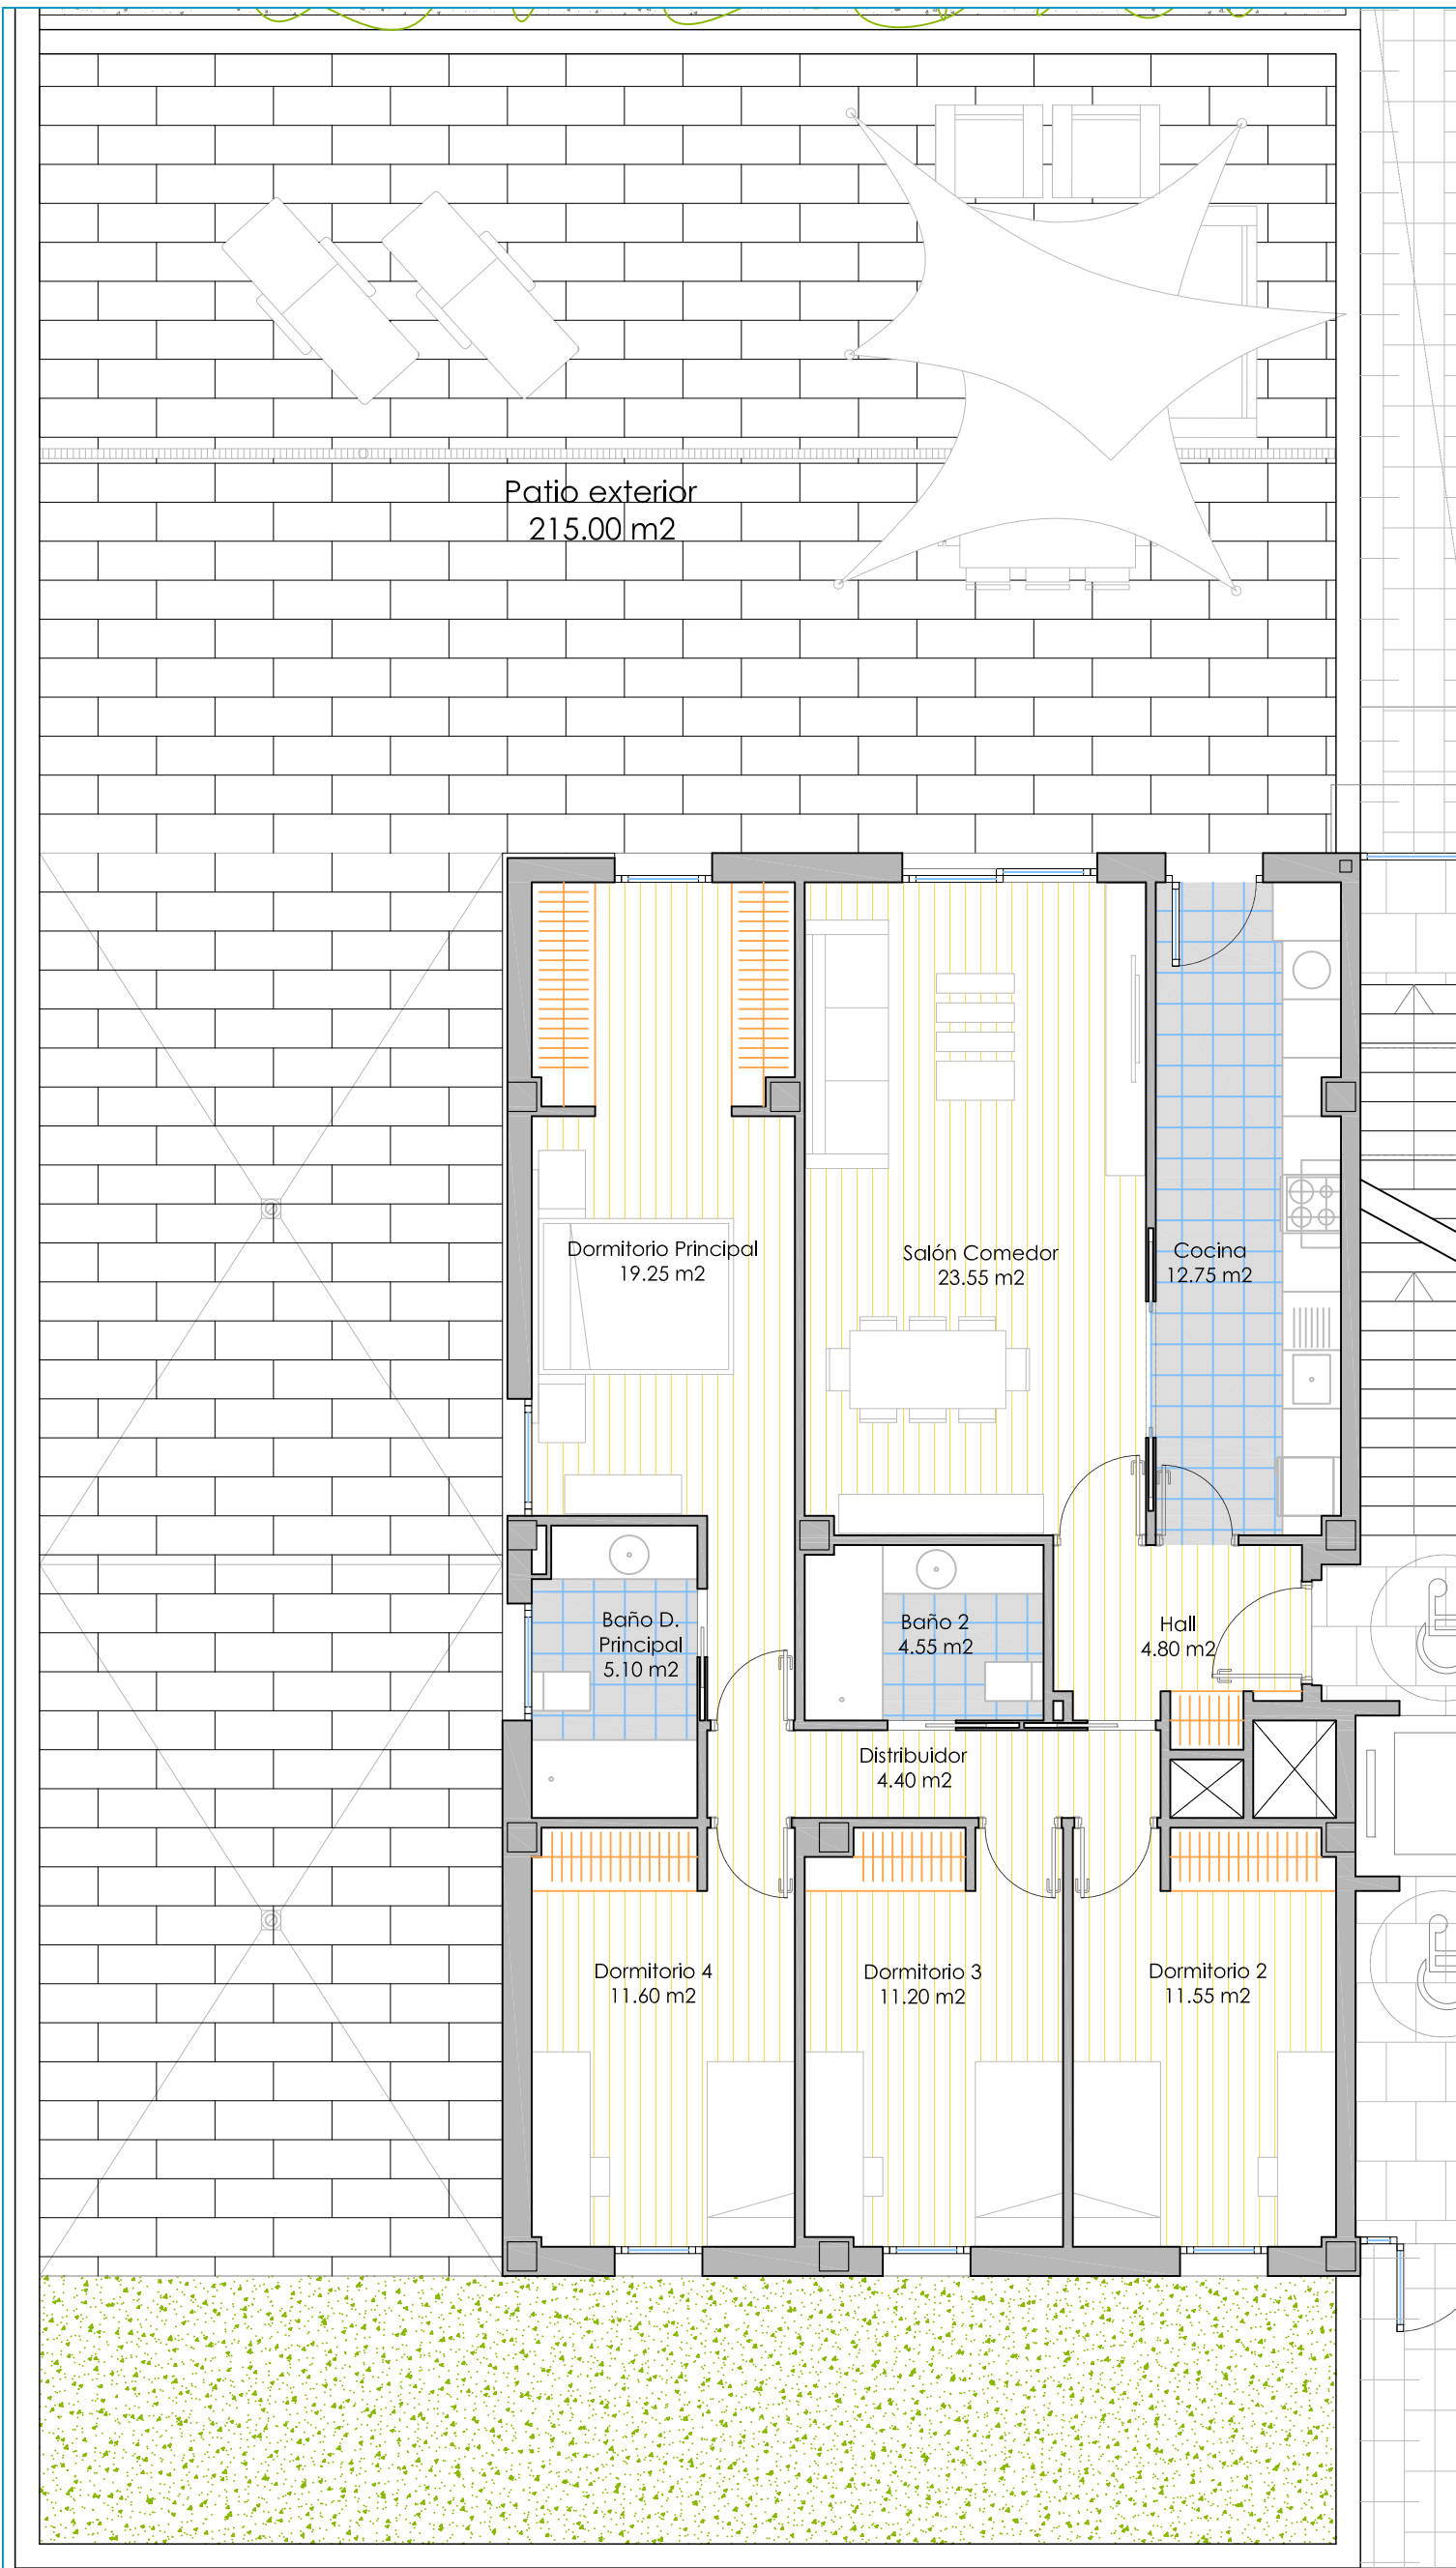 Patio exterior
215.00 m2
Dormitorio Principal
19.25 m2
Salón Comedor
23.55 m2
Cocina
12.75 m2
Baño D.
Principal
5.10 m2
Baño 2
4.55 m2
Hall
4.80 m2
Distribuidor
4.40 m2
Dormitorio 4
11.60 m2
Dormitorio 3
11.20 m2
Dormitorio 2
11.55 m2